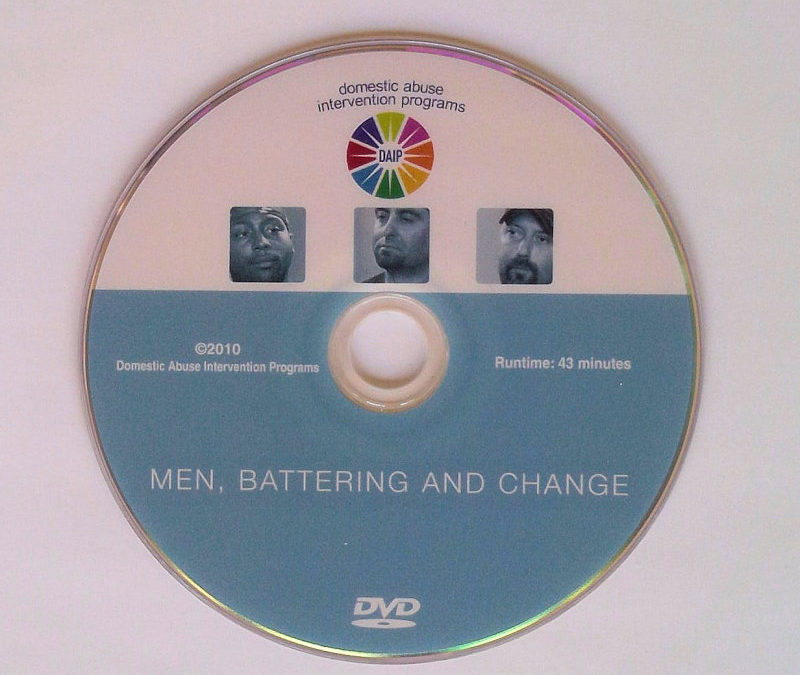 domestic abuse
intervention programs
DAIP
©2010
Domestic Abuse Intervention Programs
Runtime: 43 minutes
MEN, BATTERING AND CHANGE
DVD